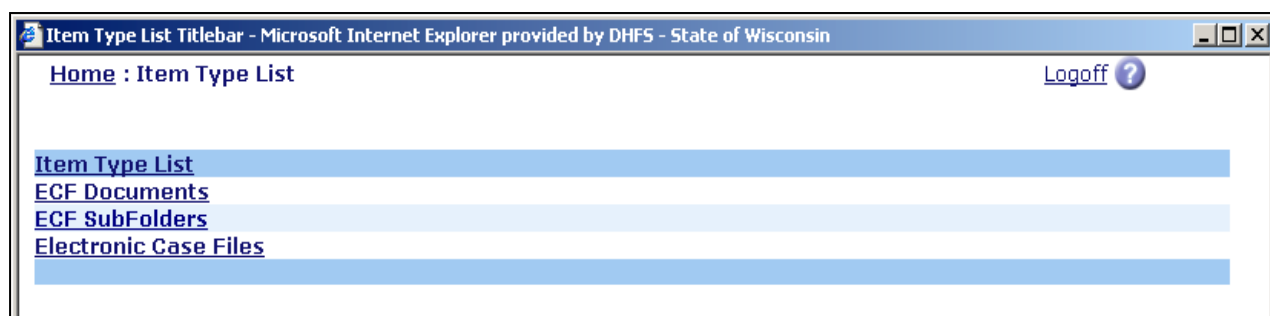 Item Type List Titlebar - Microsoft Internet Explorer provided by DHFS - State of Wisconsin
Home : Item Type List Logoff ?
Item Type List
ECF Documents
ECF SubFolders
Electronic Case Files